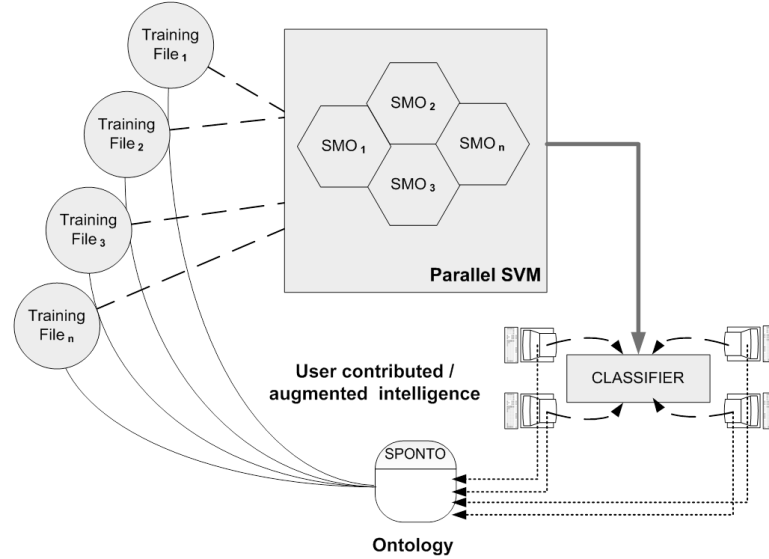 Training
File 1
Training
File 2
Training
File 3
Training
File n
SMO 1
SMO 2
SMO 3
SMO n
Parallel SVM
User contributed /
augmented intelligence
CLASSIFIER
SPONTO
Ontology